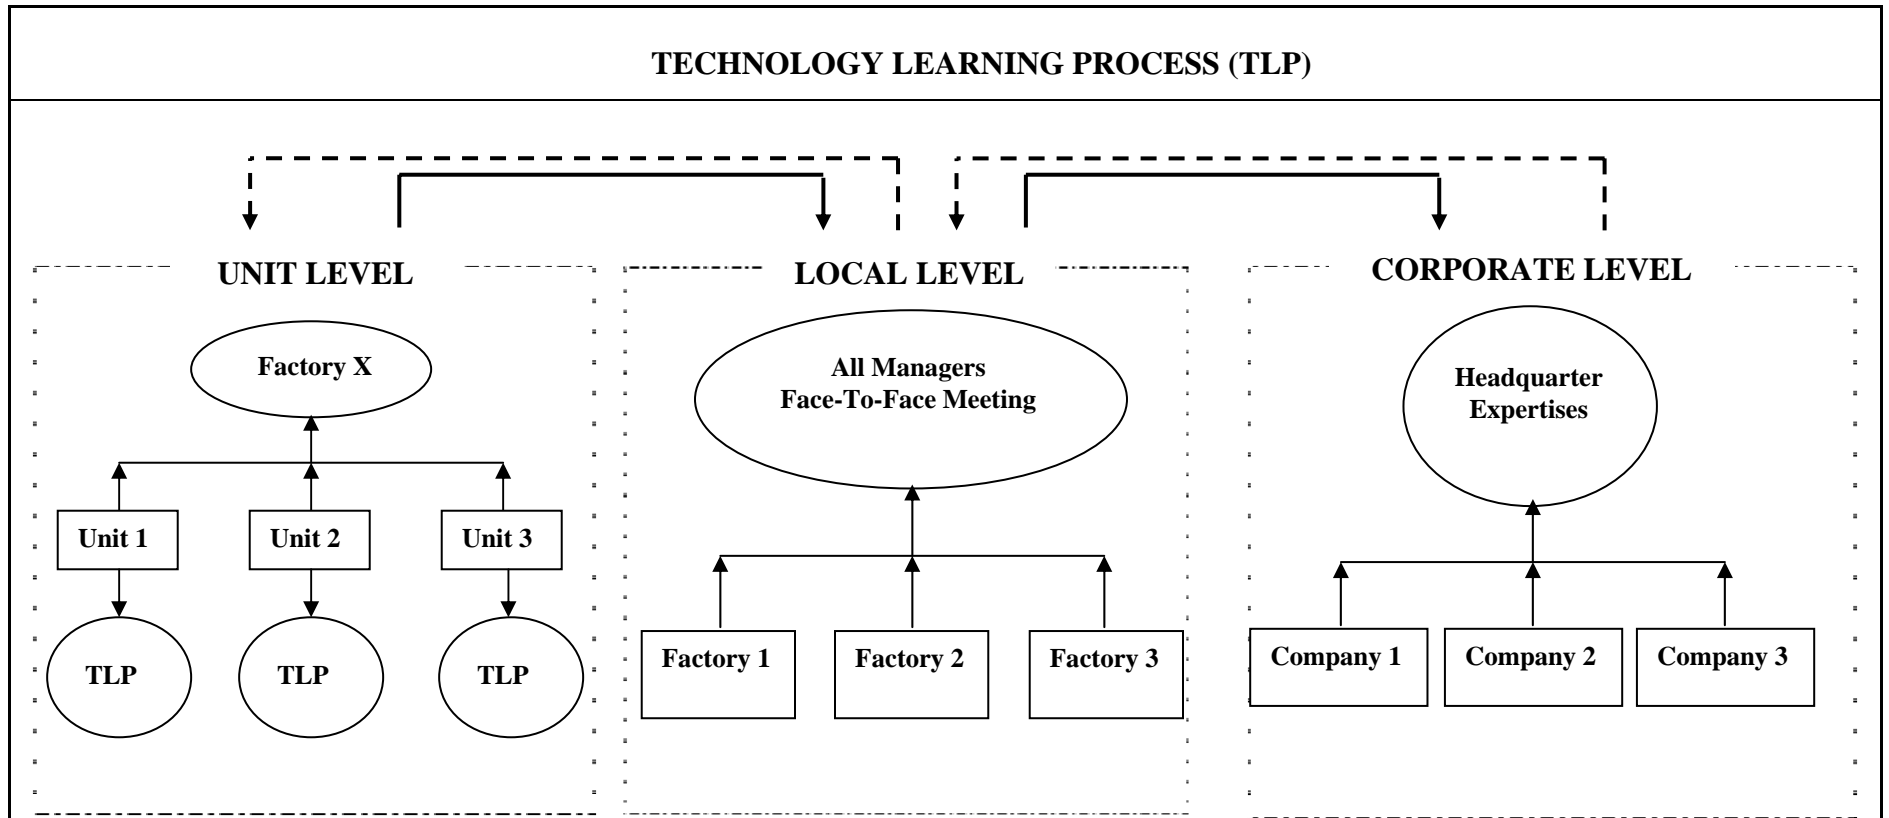 TECHNOLOGY LEARNING PROCESS (TLP)
UNIT LEVEL
Factory X
Unit 1
Unit 2
Unit 3
TLP
TLP
TLP
LOCAL LEVEL
All Managers
Face-To-Face Meeting
Factory 1
Factory 2
Factory 3
CORPORATE LEVEL
Headquarter
Expertises
Company 1
Company 2
Company 3